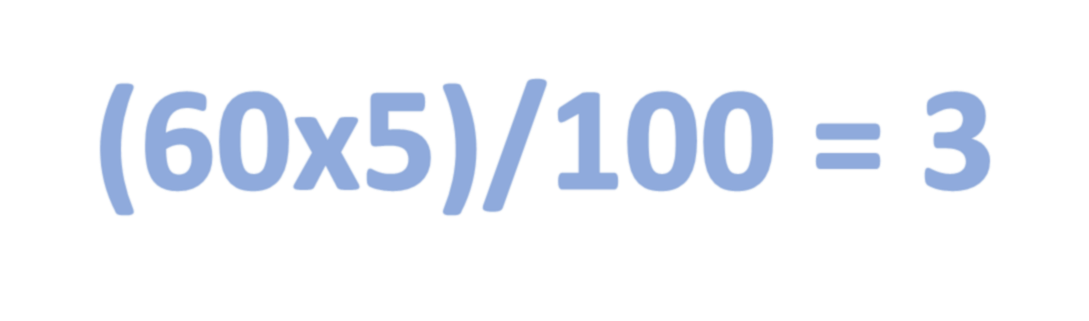 (60x5)/100 = 3